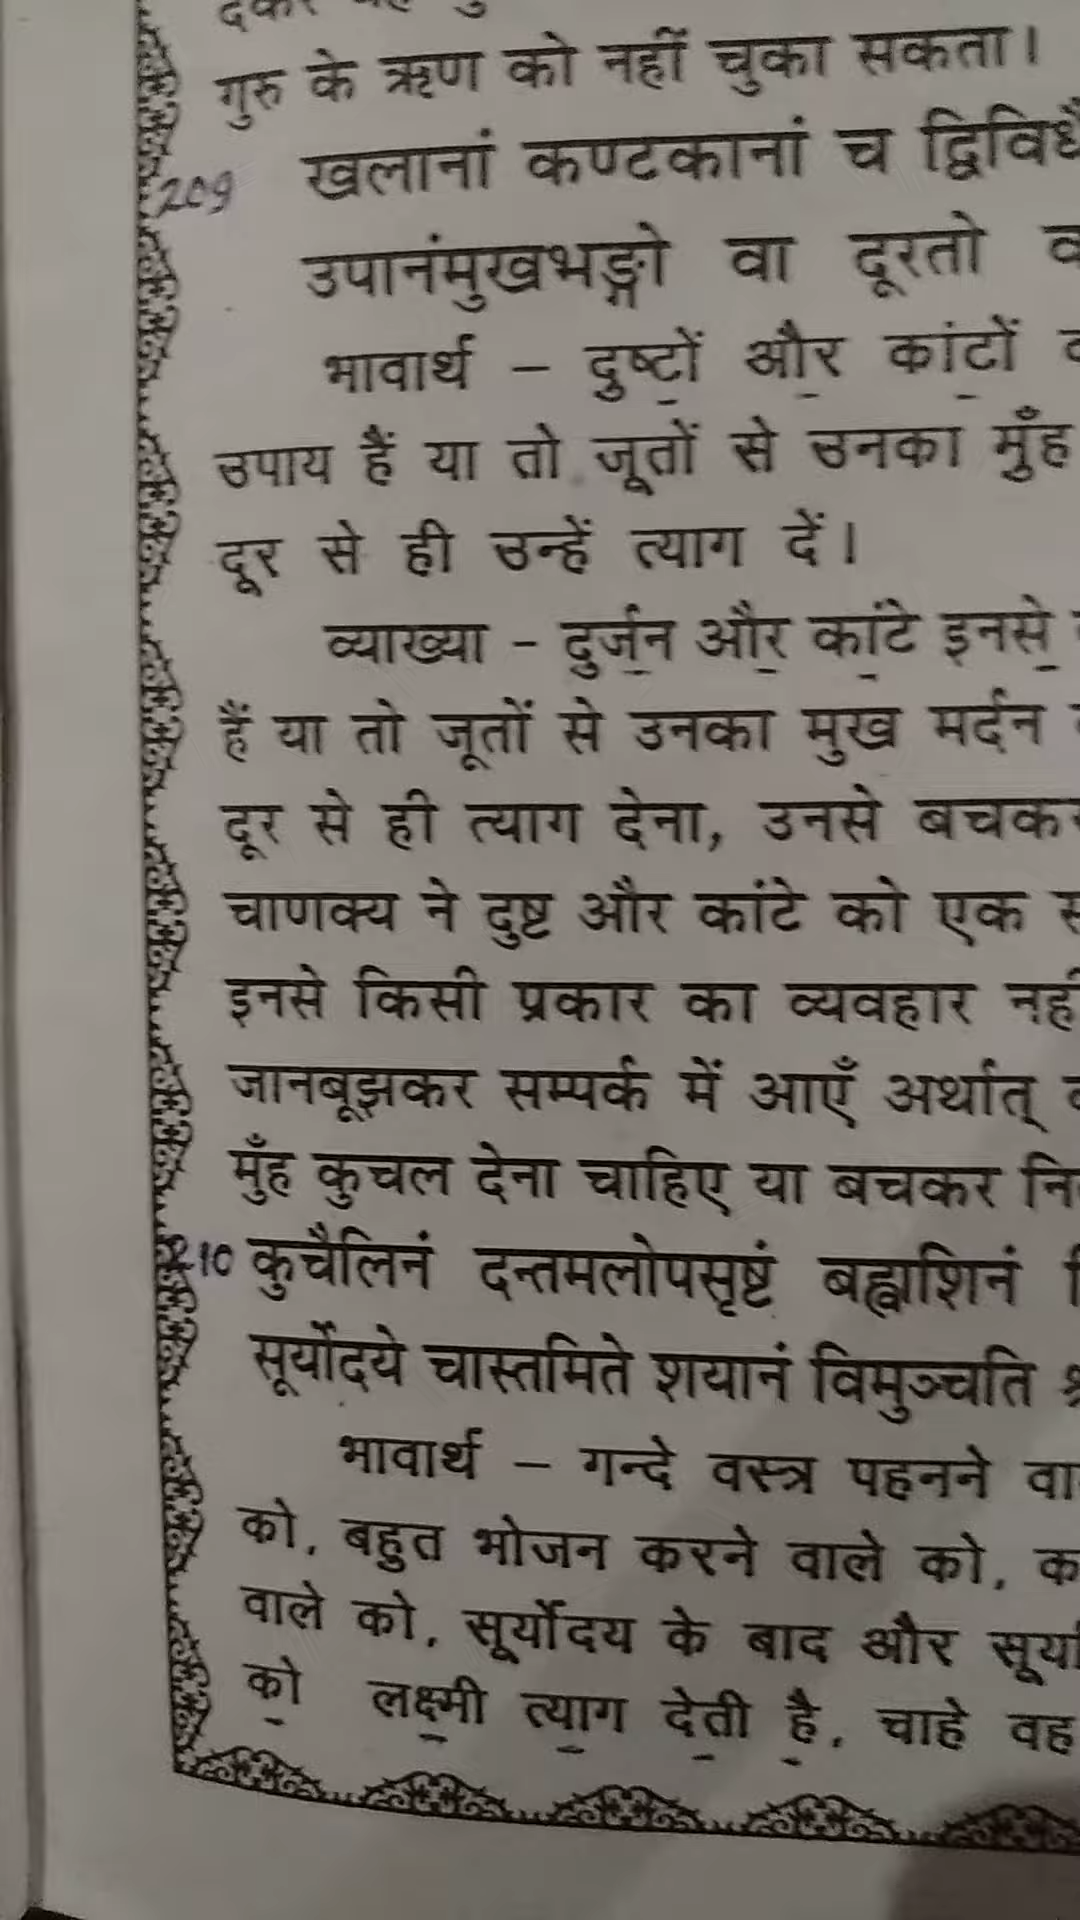 गुरु के ऋण को नहीं चुका सकता।
209 खलानां कण्टकानां च द्विविधै
उपानंमुखभङ्गो वा दूरतो
भावार्थ – दुष्टों और कांटों
उपाय हैं या तो जूतों से उनका मुँह
दूर से ही उन्हें त्याग दें।
व्याख्या - दुर्जन और कांटे इनसे
हैं या तो जूतों से उनका मुख मर्दन
दूर से ही त्याग देना, उनसे बचकर
चाणक्य ने दुष्ट और कांटे को एक
इनसे किसी प्रकार का व्यवहार नहीं
जानबूझकर सम्पर्क में आएँ अर्थात्
मुँह कुचल देना चाहिए या बचकर नि
210 कुचैलिनं दन्तमलोपसृष्टं बह्वाशिनं
सूर्योदये चास्तमिते शयानं विमुञ्चति
भावार्थ – गन्दे वस्त्र पहनने वा
को, बहुत भोजन करने वाले को, क
वाले को, सूर्योदय के बाद और सूर्या
को लक्ष्मी त्याग देती है, चाहे वह